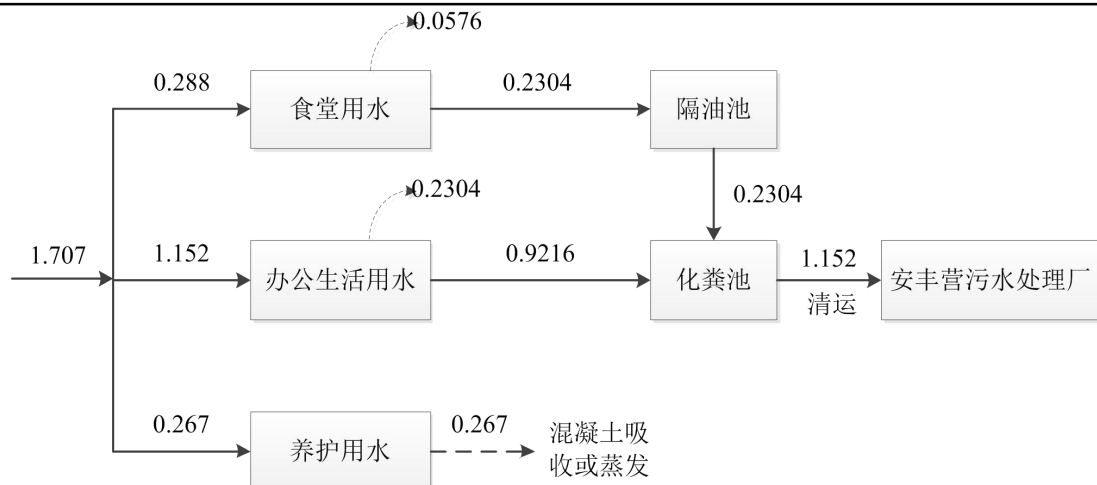 0.0576
0.288
食堂用水
0.2304
隔油池
0.2304
0.2304
1.707
1.152
办公生活用水
0.9216
化粪池
1.152
清运
安丰营污水处理厂
0.267
养护用水
0.267
混凝土吸
收或蒸发